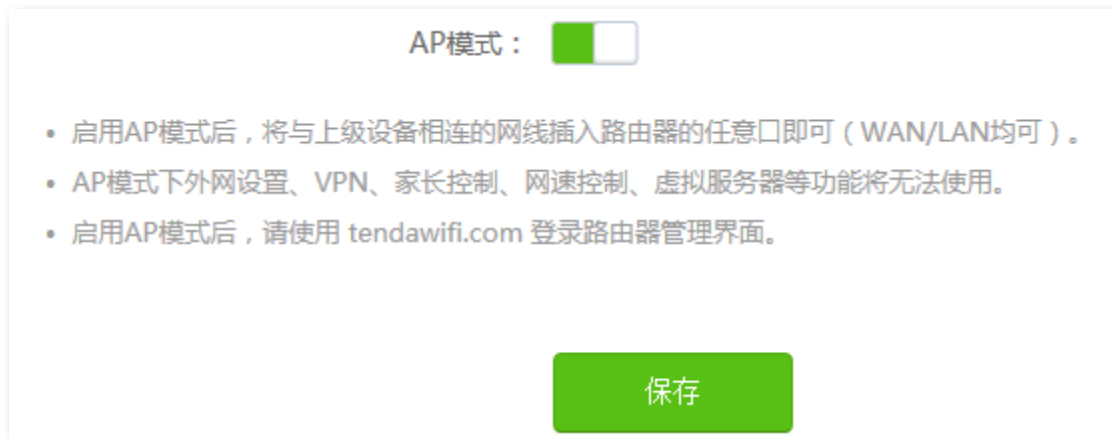 AP模式：
• 启用AP模式后，将与上级设备相连的网线插入路由器的任意口即可（WAN/LAN均可）。
• AP模式下外网设置、VPN、家长控制、网速控制、虚拟服务器等功能将无法使用。
• 启用AP模式后，请使用 tendawifi.com 登录路由器管理界面。
保存